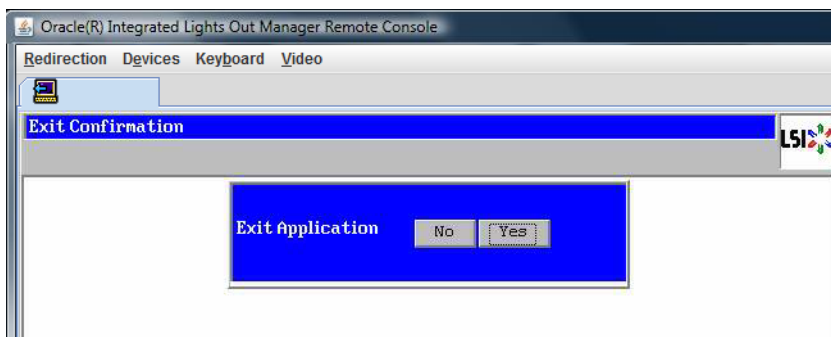 Oracle(R) Integrated Lights Out Manager Remote Console
Redirection Devices Keyboard Video
Exit Confirmation
LSI
Exit Application No Yes